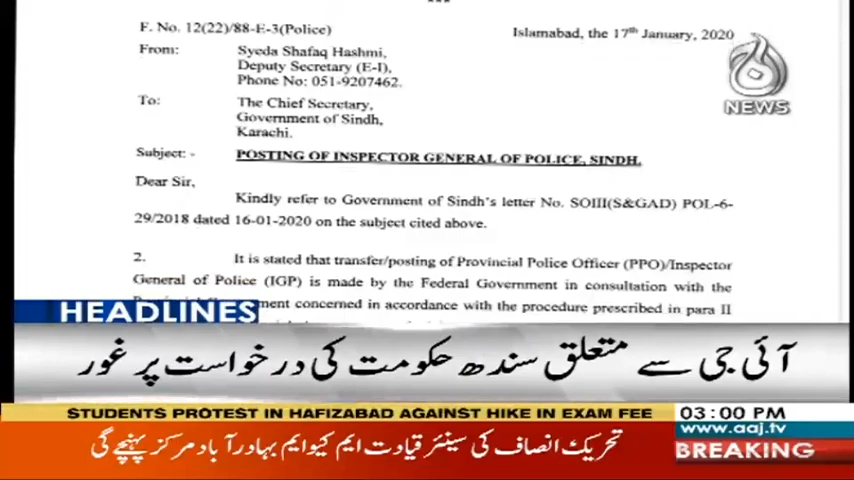 F. No. 12(22)/88-E-3(Police)
Islamabad, the 17th January, 2020
From:
Syeda Shafaq Hashmi,
Deputy Secretary (E-I),
Phone No: 051-9207462.
To:
The Chief Secretary,
Government of Sindh,
Karachi.
NEWS
Subject: -
POSTING OF INSPECTOR GENERAL OF POLICE, SINDH.
Dear Sir,
Kindly refer to Government of Sindh's letter No. SOIII(S&GAD) POL-6-
29/2018 dated 16-01-2020 on the subject cited above.
2. It is stated that transfer/posting of Provincial Police Officer (PPO)/Inspector
General of Police (IGP) is made by the Federal Government in consultation with the
concerned in accordance with the procedure prescribed in para II
HEADLINES
آئی جی سے متعلق سندھ حکومت کی درخواست پر غور
STUDENTS PROTEST IN HAFIZABAD AGAINST HIKE IN EXAM FEE
03:00 PM
www.aaj.tv
BREAKING
تحریک انصاف کی سینئر قیادت ایم کیو ایم بہادر آباد مرکز پہنچے گی